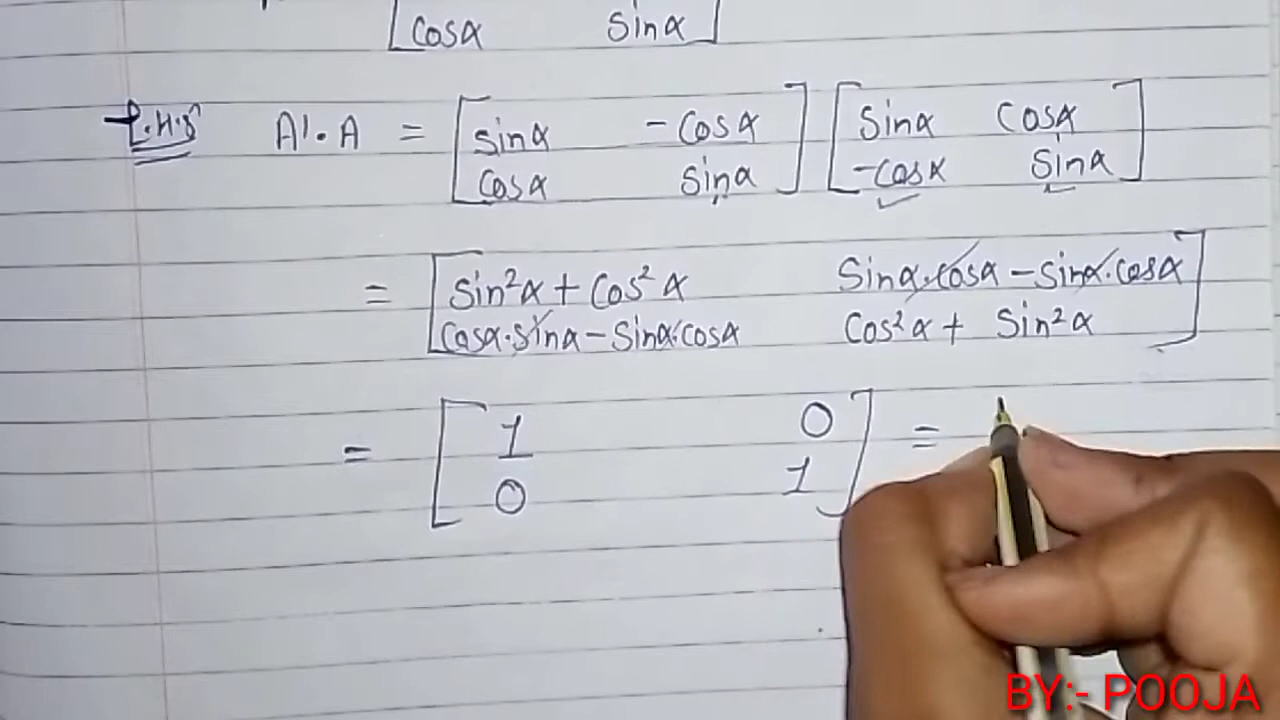 [cosα sinα]
L.H.S A'·A = [sinα -cosα] [sinα cosα]
[cosα sinα] [-cosα sinα]
= [sin²α + cos²α sinα·cosα - sinα·cosα]
[cosα·sinα - sinα·cosα cos²α + sin²α]
= [1 0] =
[0 1]
BY:- POOJA